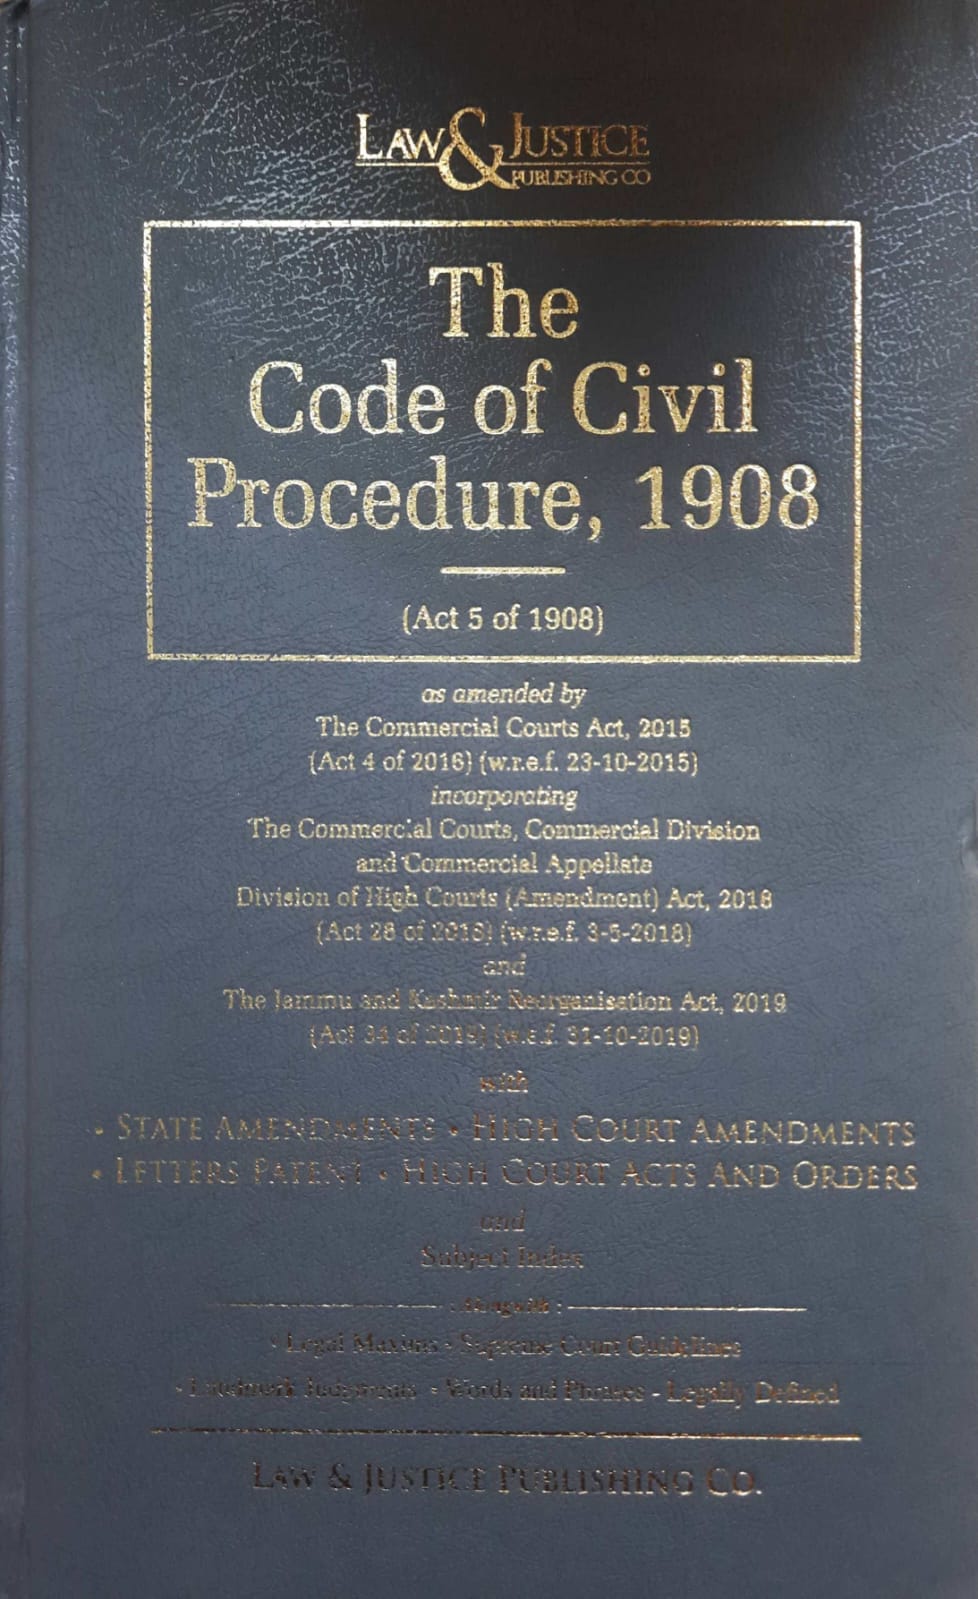 LAW & JUSTICE
PUBLISHING CO
The
Code of Civil
Procedure, 1908
(Act 5 of 1908)
as amended by
The Commercial Courts Act, 2015
(Act 4 of 2016) (w.r.e.f. 23-10-2015)
incorporating
The Commercial Courts, Commercial Division
and Commercial Appellate
Division of High Courts (Amendment) Act, 2018
(Act 28 of 2018) (w.r.e.f. 3-5-2018)
and
The Jammu and Kashmir Reorganisation Act, 2019
(Act 34 of 2019) (w.e.f. 31-10-2019)
with
• STATE AMENDMENTS • HIGH COURT AMENDMENTS
• LETTERS PATENT • HIGH COURT ACTS AND ORDERS
and
Subject Index
: Alongwith :
• Legal Maxims • Supreme Court Guidelines
• Landmark Judgments • Words and Phrases - Legally Defined
LAW & JUSTICE PUBLISHING CO.